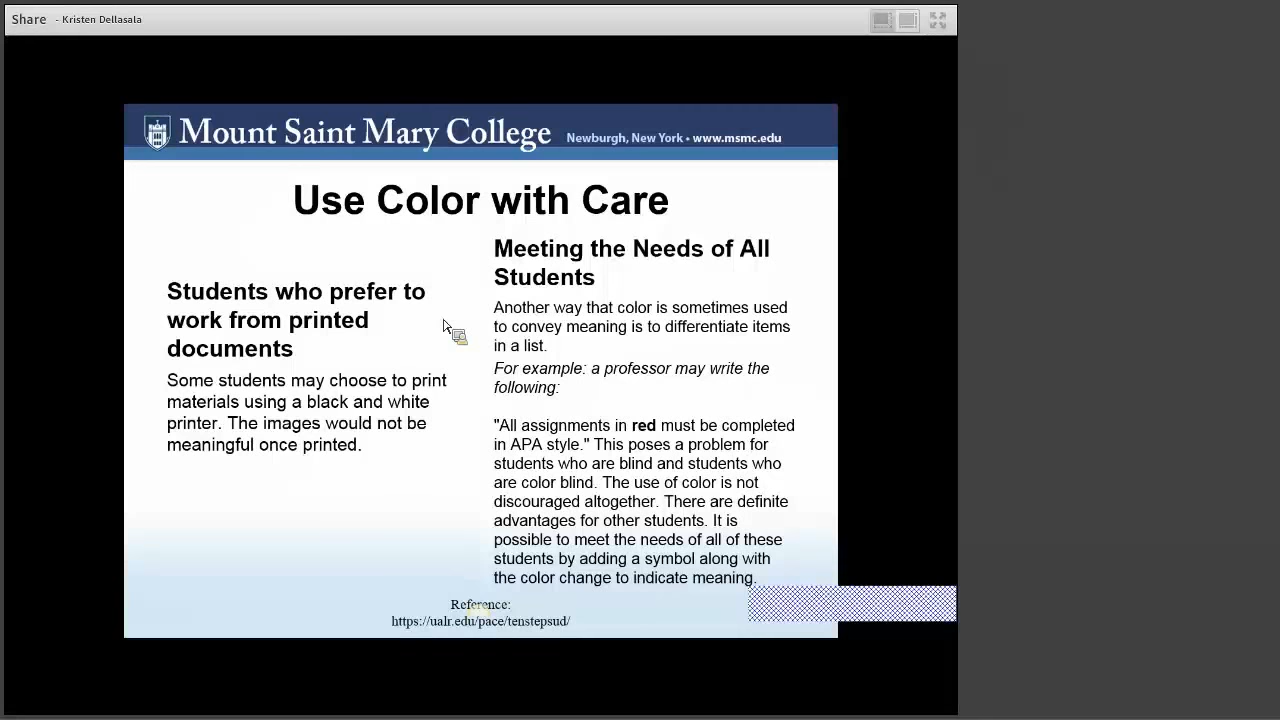 Share - Kristen Dellasala
Mount Saint Mary College Newburgh, New York • www.msmc.edu
Use Color with Care
Students who prefer to
work from printed
documents
Some students may choose to print
materials using a black and white
printer. The images would not be
meaningful once printed.
Meeting the Needs of All
Students
Another way that color is sometimes used
to convey meaning is to differentiate items
in a list.
For example: a professor may write the
following:
"All assignments in red must be completed
in APA style." This poses a problem for
students who are blind and students who
are color blind. The use of color is not
discouraged altogether. There are definite
advantages for other students. It is
possible to meet the needs of all of these
students by adding a symbol along with
the color change to indicate meaning.
Reference:
https://ualr.edu/pace/tenstepsud/